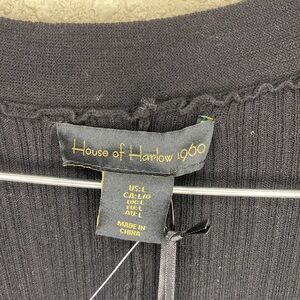 House of Harlow 1960
US: L
CA: L/G
UK: L
EU: L
AU: L
MADE IN
CHINA